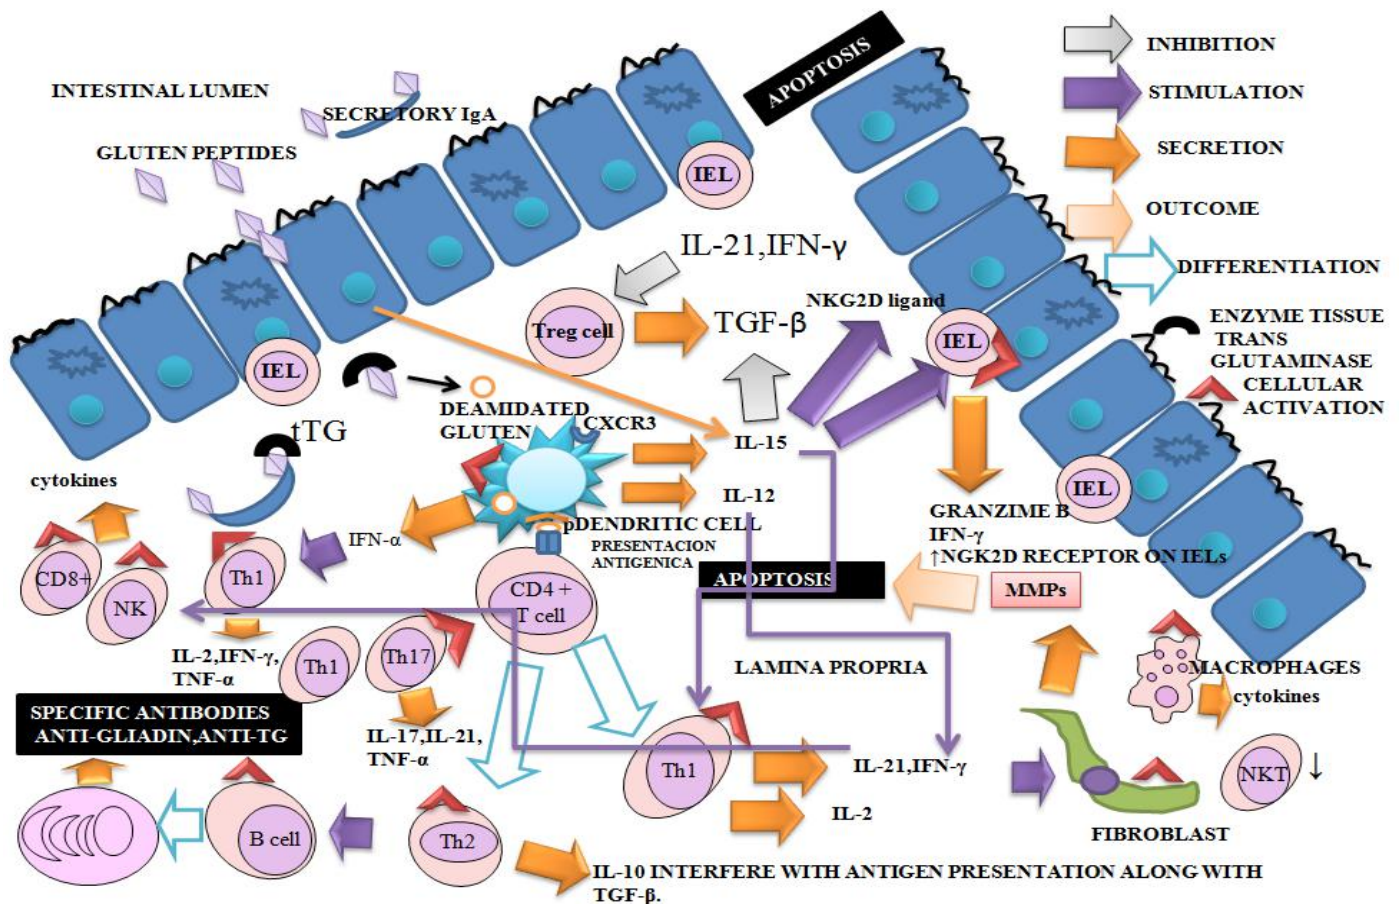 APOPTOSIS
INHIBITION
STIMULATION
SECRETION
OUTCOME
DIFFERENTIATION
ENZYME TISSUE
TRANS
GLUTAMINASE
CELLULAR
ACTIVATION
INTESTINAL LUMEN
SECRETORY IgA
GLUTEN PEPTIDES
IEL
IL-21,IFN-γ
Treg cell
TGF-β
NKG2D ligand
IEL
IEL
tTG
DEAMIDATED
GLUTEN
CXCR3
IL-15
IL-12
cytokines
IFN-α
pDENDRITIC CELL
PRESENTACION
ANTIGENICA
IEL
GRANZIME B
IFN-γ
↑NGK2D RECEPTOR ON IELs
APOPTOSIS
MMPs
CD8+
NK
Th1
CD4 +
T cell
IL-2,IFN-γ,
TNF-α
Th1
Th17
LAMINA PROPRIA
MACROPHAGES
cytokines
SPECIFIC ANTIBODIES
ANTI-GLIADIN,ANTI-TG
IL-17,IL-21,
TNF-α
Th1
IL-21,IFN-γ
IL-2
NKT ↓
FIBROBLAST
B cell
Th2
IL-10 INTERFERE WITH ANTIGEN PRESENTATION ALONG WITH
TGF-β.